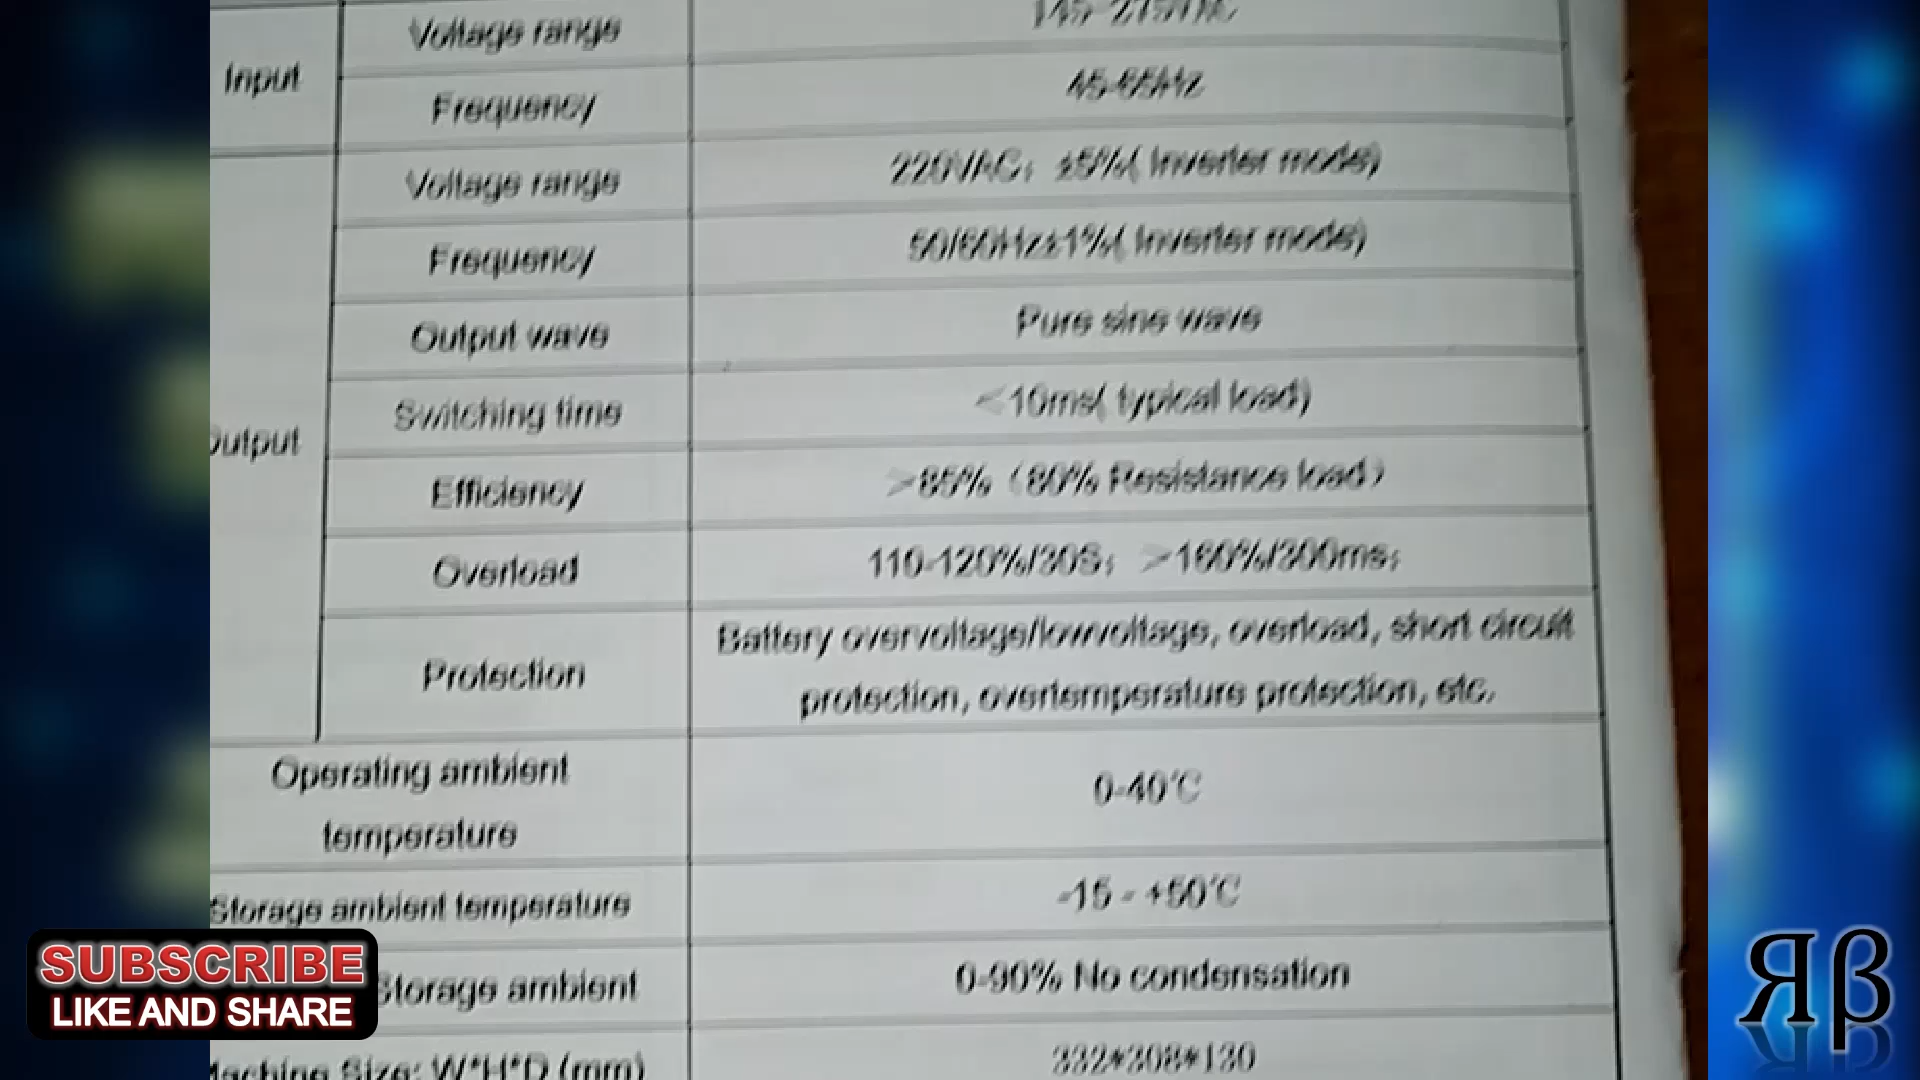 Voltage range 145-275VAC
Input
Frequency 45-65Hz
Voltage range 220VAC; ±5%( Inverter mode)
Frequency 50/60Hz±1%( Inverter mode)
Output wave Pure sine wave
Switching time <10ms( typical load)
Output
Efficiency >85% (80% Resistance load)
Overload 110-120%/30S; >160%/300ms;
Protection Battery overvoltage/lowvoltage, overload, short circuit
protection, overtemperature protection, etc.
Operating ambient
temperature 0-40°C
Storage ambient temperature -15 - +50°C
Storage ambient 0-90% No condensation
Machine Size: W*H*D (mm) 332*308*130
SUBSCRIBE
LIKE AND SHARE
Яβ